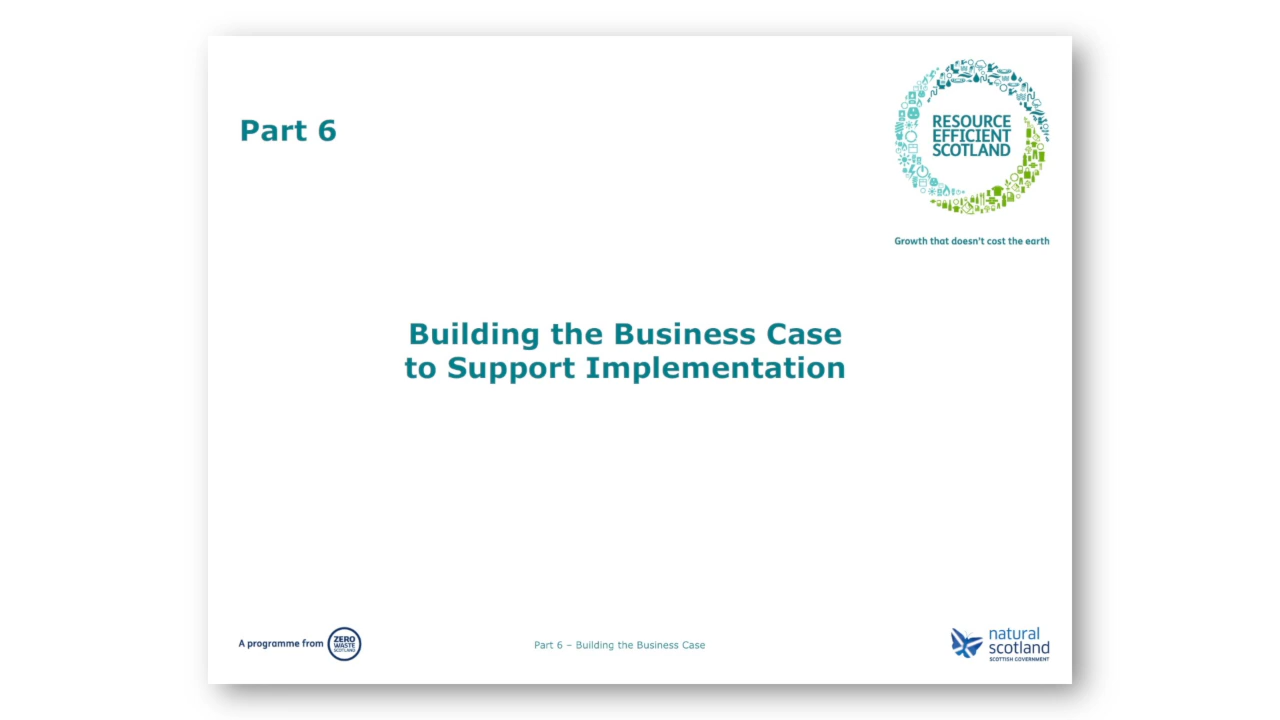 Part 6
RESOURCE
EFFICIENT
SCOTLAND
Growth that doesn't cost the earth
Building the Business Case
to Support Implementation
A programme from
ZERO
WASTE
SCOTLAND
Part 6 – Building the Business Case
natural
scotland
SCOTTISH GOVERNMENT